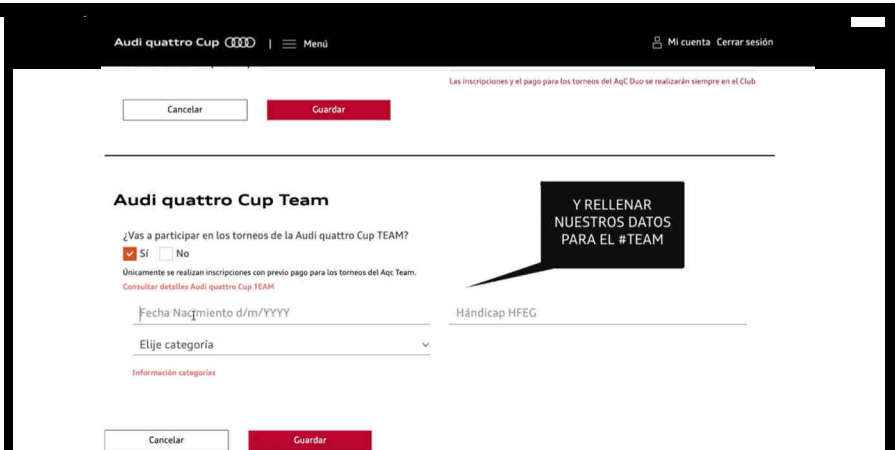 Audi quattro Cup | Menú
Mi cuenta Cerrar sesión
Las inscripciones y el pago para los torneos del AqC Duo se realizarán siempre en el Club
Cancelar
Guardar
Audi quattro Cup Team
¿Vas a participar en los torneos de la Audi quattro Cup TEAM?
Sí No
Únicamente se realizan inscripciones con previo pago para los torneos del Aqc Team.
Consultar detalles Audi quattro Cup TEAM
Y RELLENAR
NUESTROS DATOS
PARA EL #TEAM
Fecha Nacimiento d/m/YYYY
Hándicap HFEG
Elije categoría
Información categorías
Cancelar
Guardar